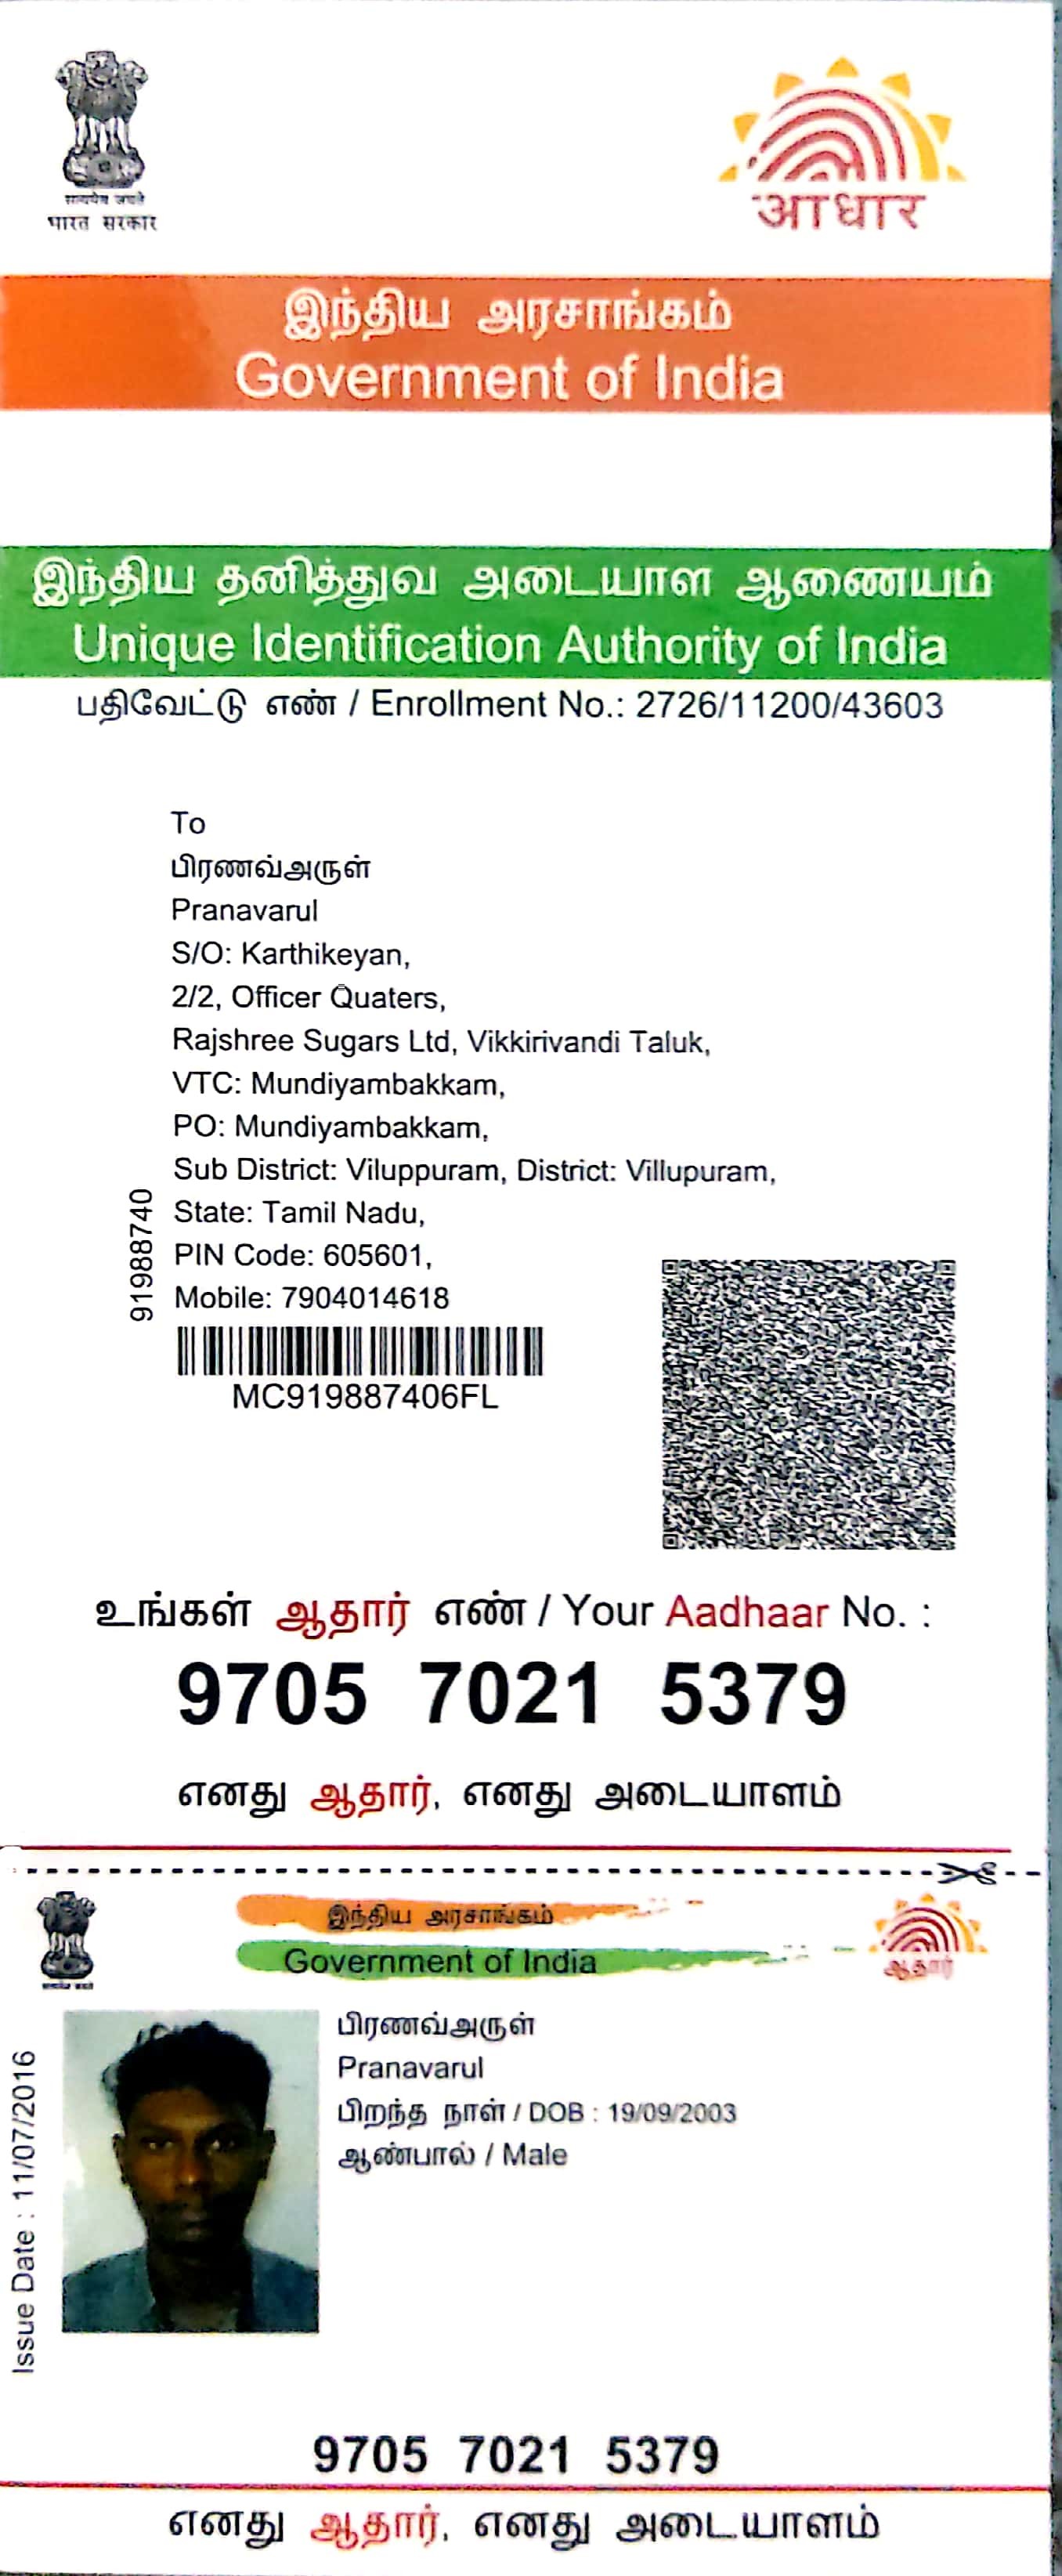 सत्यमेव जयते
भारत सरकार
आधार
இந்திய அரசாங்கம்
Government of India
இந்திய தனித்துவ அடையாள ஆணையம்
Unique Identification Authority of India
பதிவேட்டு எண் / Enrollment No.: 2726/11200/43603
To
பிரணவ்அருள்
Pranavarul
S/O: Karthikeyan,
2/2, Officer Quaters,
Rajshree Sugars Ltd, Vikkirivandi Taluk,
VTC: Mundiyambakkam,
PO: Mundiyambakkam,
Sub District: Viluppuram, District: Villupuram,
State: Tamil Nadu,
PIN Code: 605601,
Mobile: 7904014618
91988740
MC919887406FL
உங்கள் ஆதார் எண் / Your Aadhaar No. :
9705 7021 5379
எனது ஆதார், எனது அடையாளம்
இந்திய அரசாங்கம்
Government of India
ஆதார்
பிரணவ்அருள்
Pranavarul
பிறந்த நாள் / DOB : 19/09/2003
ஆண்பால் / Male
Issue Date : 11/07/2016
9705 7021 5379
எனது ஆதார், எனது அடையாளம்